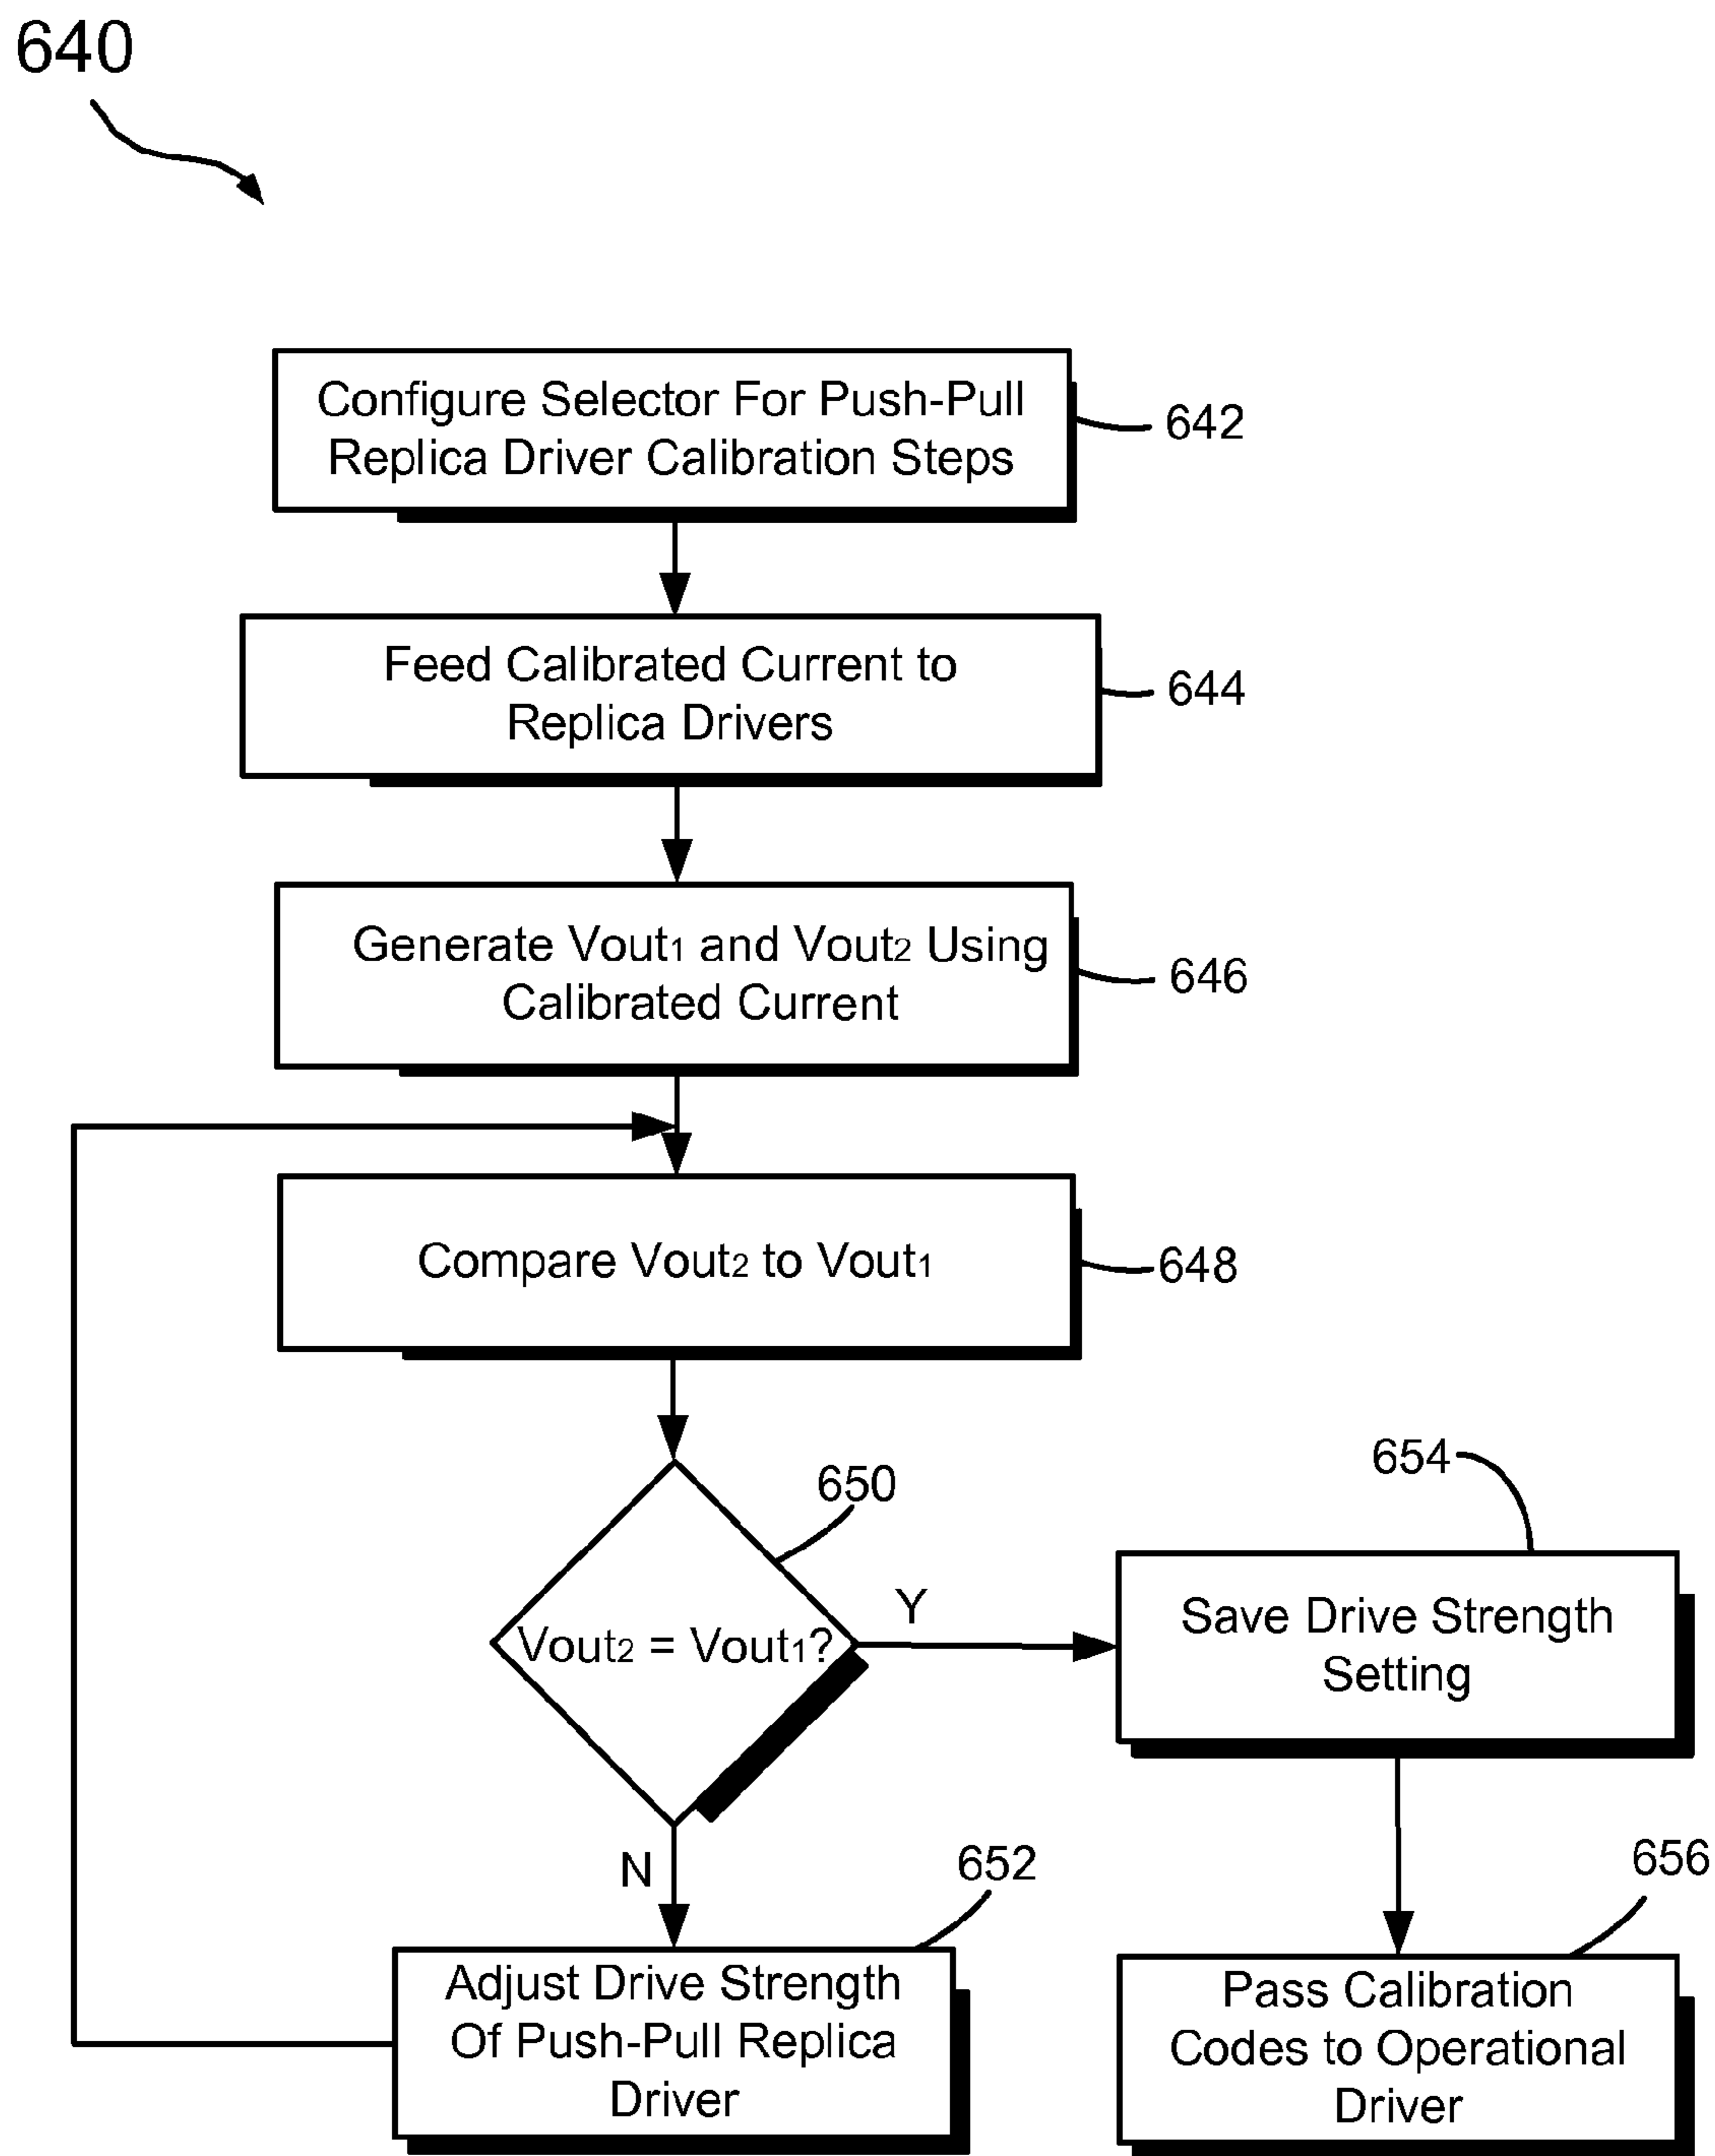 640
Configure Selector For Push-Pull
Replica Driver Calibration Steps
642
Feed Calibrated Current to
Replica Drivers
644
Generate Vout₁ and Vout₂ Using
Calibrated Current
646
Compare Vout₂ to Vout₁
648
650
Vout₂ = Vout₁?
Y
N
654
Save Drive Strength
Setting
652
Adjust Drive Strength
Of Push-Pull Replica
Driver
656
Pass Calibration
Codes to Operational
Driver